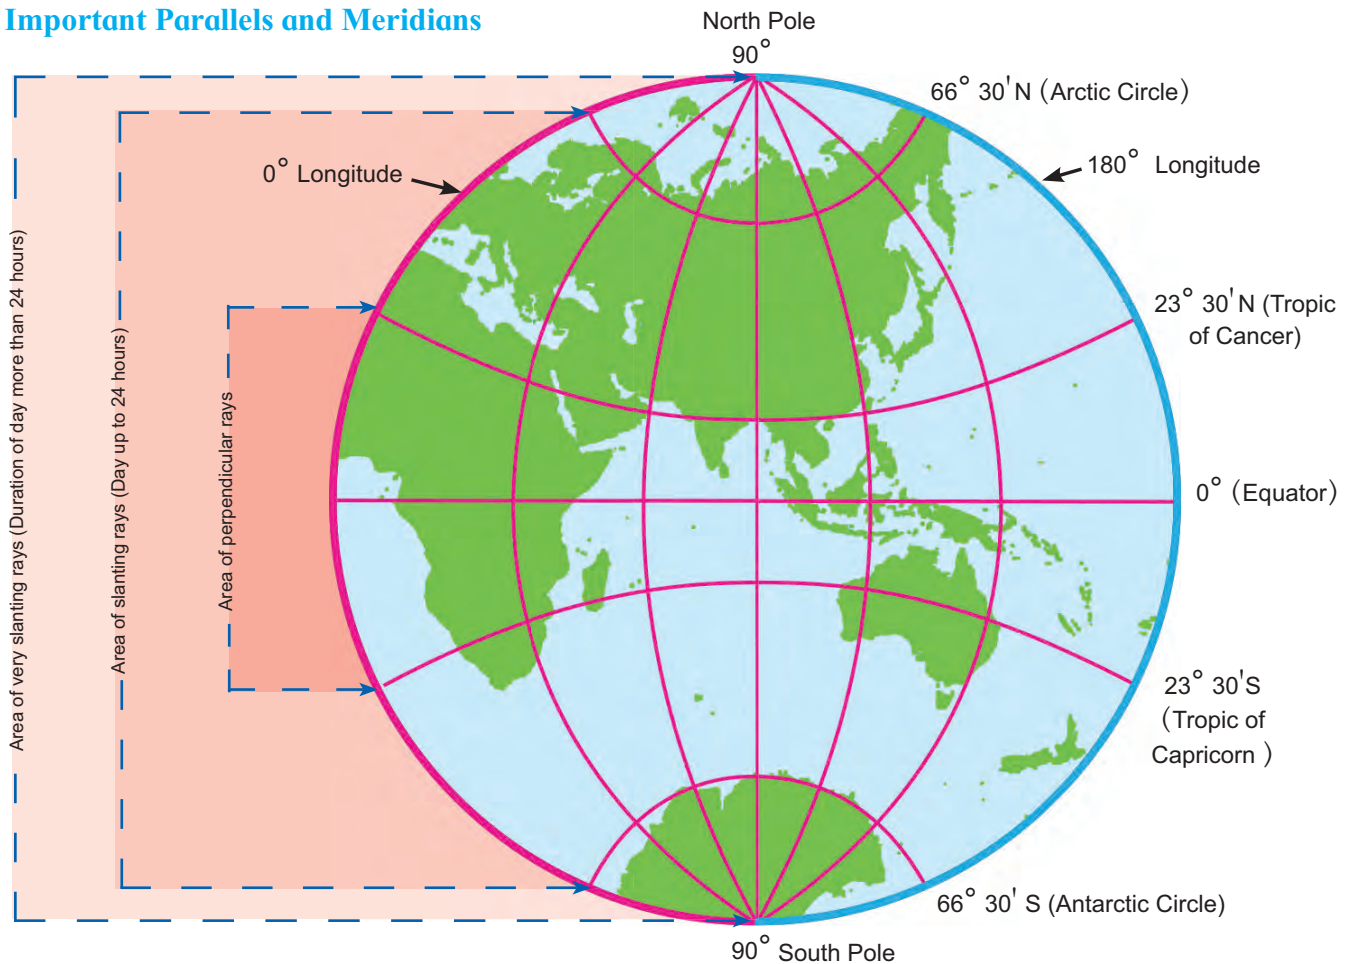 Important Parallels and Meridians
North Pole
90°
66° 30'N (Arctic Circle)
0° Longitude
180° Longitude
23° 30'N (Tropic
of Cancer)
0° (Equator)
23° 30'S
(Tropic of
Capricorn )
66° 30' S (Antarctic Circle)
90° South Pole
Area of very slanting rays (Duration of day more than 24 hours)
Area of slanting rays (Day up to 24 hours)
Area of perpendicular rays